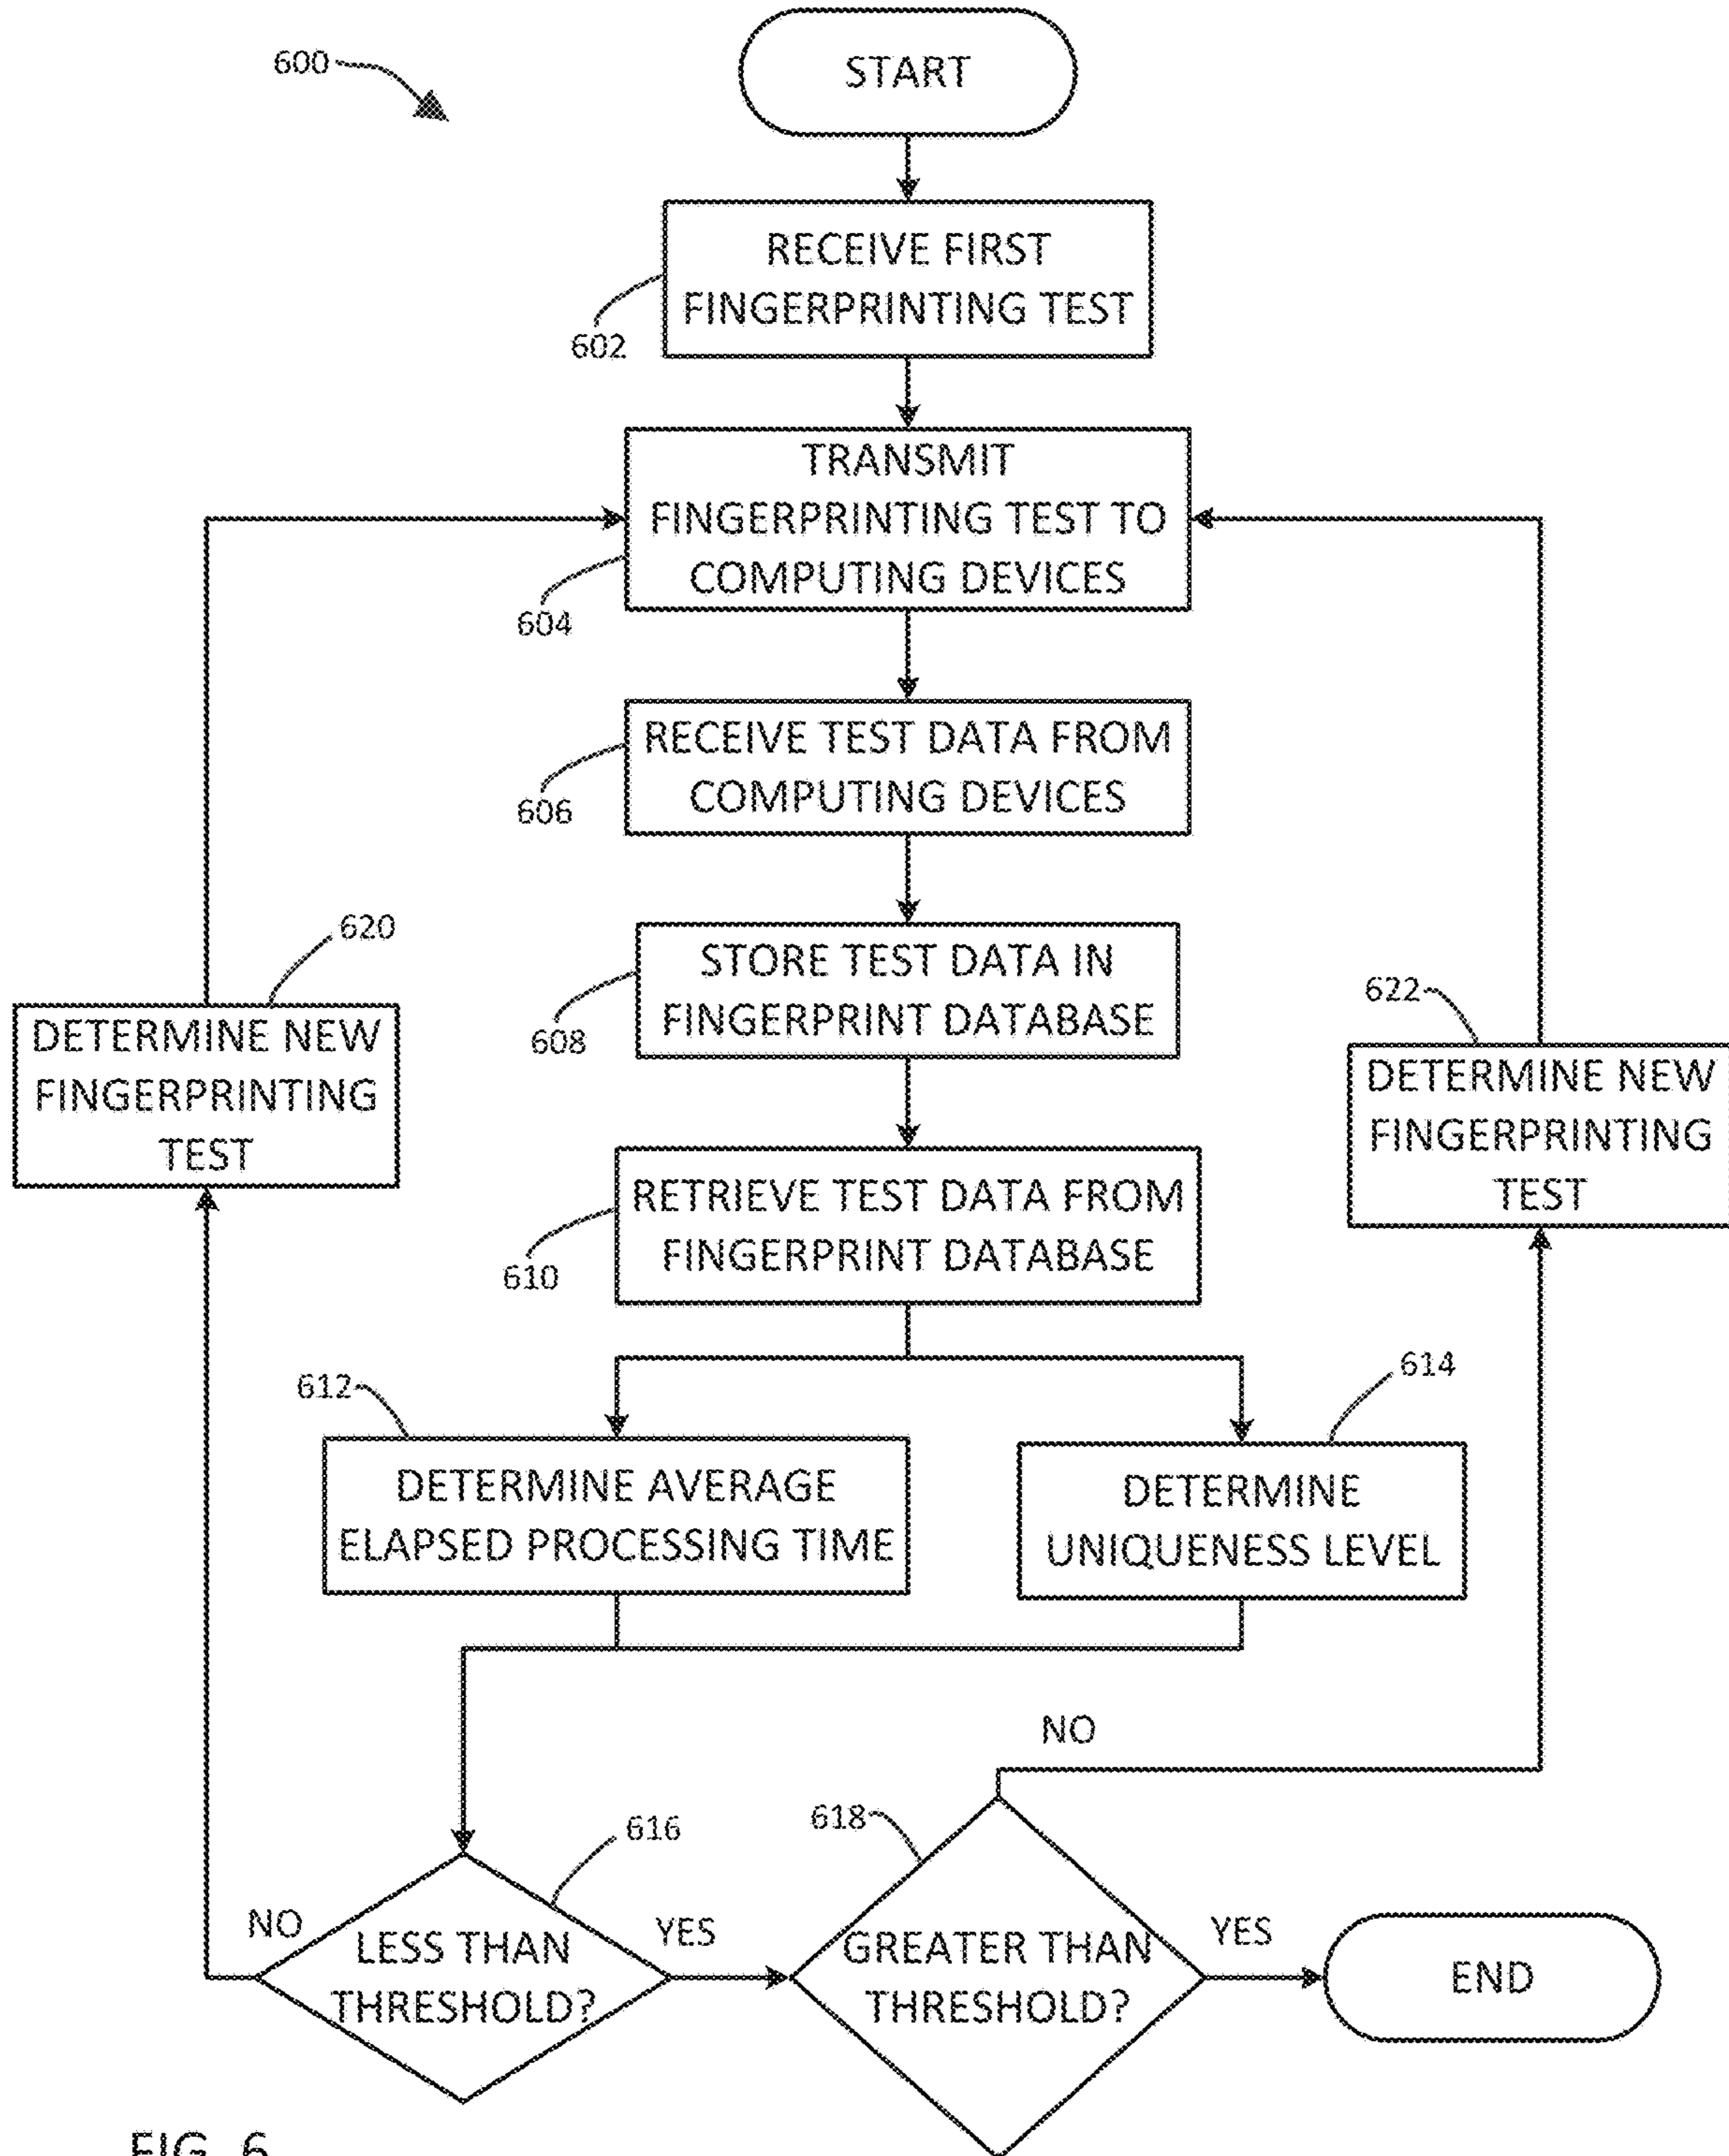 600
START
RECEIVE FIRST
FINGERPRINTING TEST
602
TRANSMIT
FINGERPRINTING TEST TO
COMPUTING DEVICES
604
RECEIVE TEST DATA FROM
COMPUTING DEVICES
606
620
STORE TEST DATA IN
FINGERPRINT DATABASE
608
622
DETERMINE NEW
FINGERPRINTING
TEST
DETERMINE NEW
FINGERPRINTING
TEST
RETRIEVE TEST DATA FROM
FINGERPRINT DATABASE
610
612
614
DETERMINE AVERAGE
ELAPSED PROCESSING TIME
DETERMINE
UNIQUENESS LEVEL
NO
616
618
NO
LESS THAN
THRESHOLD?
YES
GREATER THAN
THRESHOLD?
YES
END
FIG. 6